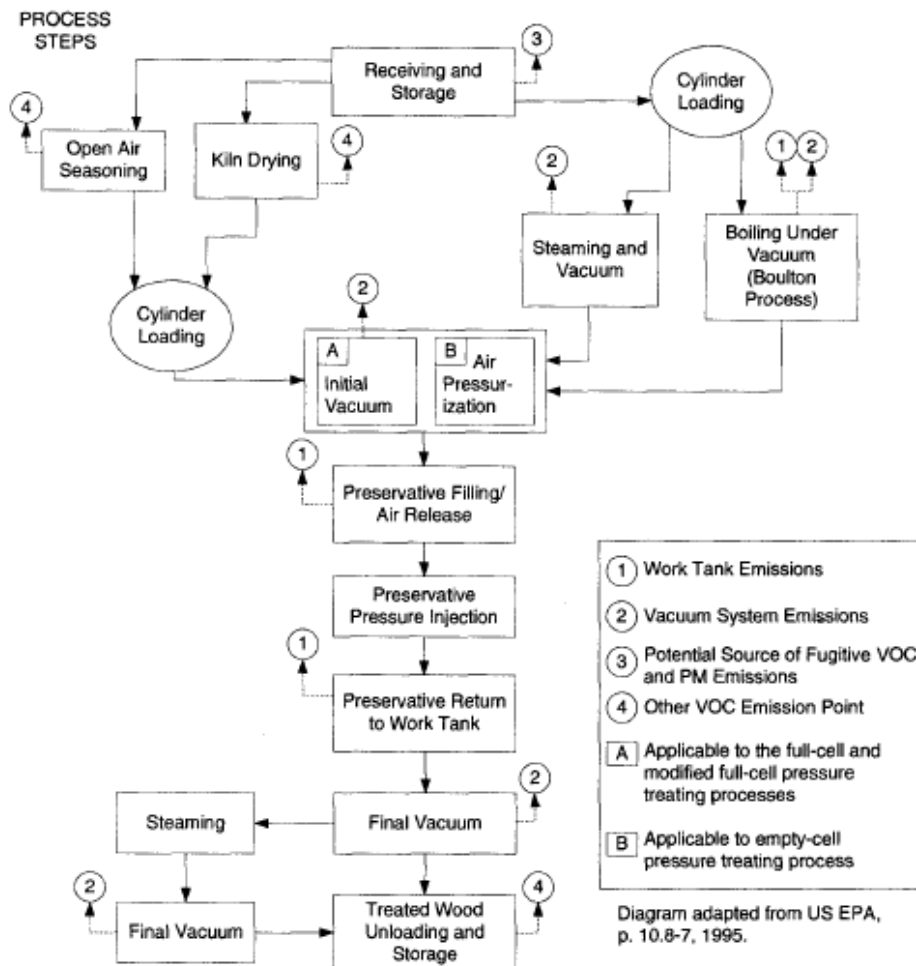 PROCESS
STEPS
3
Receiving and
Storage
Cylinder
Loading
4
Open Air
Seasoning
Kiln Drying
4
2
1
2
Steaming and
Vacuum
Boiling Under
Vacuum
(Boulton
Process)
Cylinder
Loading
2
A
Initial
Vacuum
B
Air
Pressur-
ization
1
Preservative Filling/
Air Release
Preservative
Pressure Injection
1
Preservative Return
to Work Tank
2
Steaming
Final Vacuum
2
4
Final Vacuum
Treated Wood
Unloading and
Storage
1 Work Tank Emissions
2 Vacuum System Emissions
3 Potential Source of Fugitive VOC
and PM Emissions
4 Other VOC Emission Point
A Applicable to the full-cell and
modified full-cell pressure
treating processes
B Applicable to empty-cell
pressure treating process
Diagram adapted from US EPA,
p. 10.8-7, 1995.